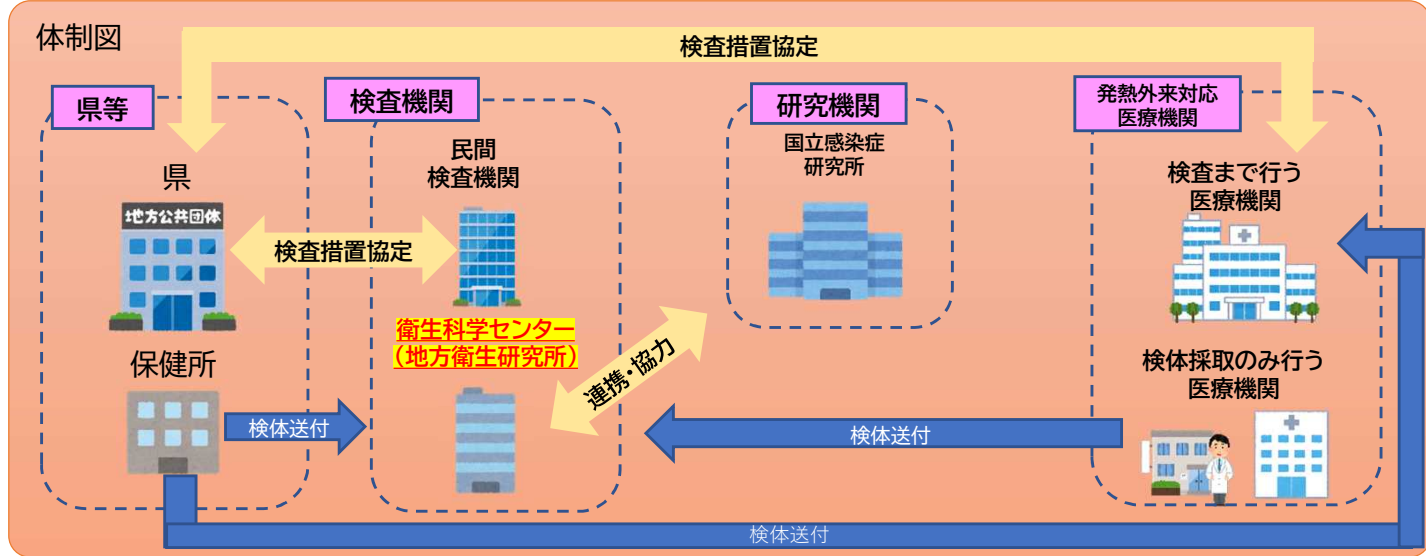 体制図
検査措置協定
県等
検査機関
研究機関
発熱外来対応
医療機関
県
地方公共団体
保健所
検査措置協定
民間
検査機関
衛生科学センター
（地方衛生研究所）
国立感染症
研究所
連携・協力
検査まで行う
医療機関
検体採取のみ行う
医療機関
検体送付
検体送付
検体送付